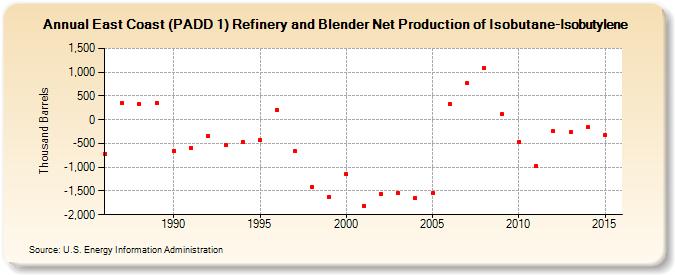 Annual East Coast (PADD 1) Refinery and Blender Net Production of Isobutane-Isobutylene
Thousand Barrels
1,500
1,000
500
0
-500
-1,000
-1,500
-2,000
1990 1995 2000 2005 2010 2015
Source: U.S. Energy Information Administration